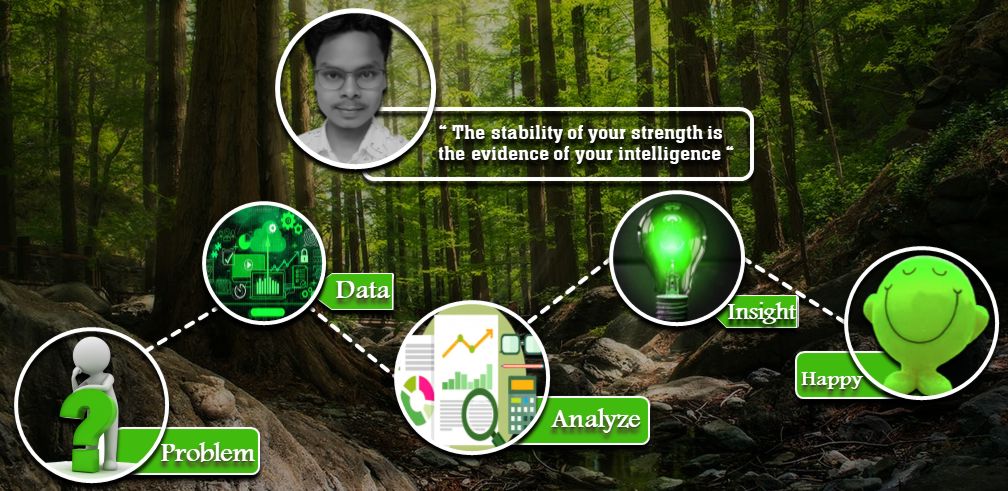 “ The stability of your strength is
the evidence of your intelligence “
Data
Insight
Happy
Analyze
Problem